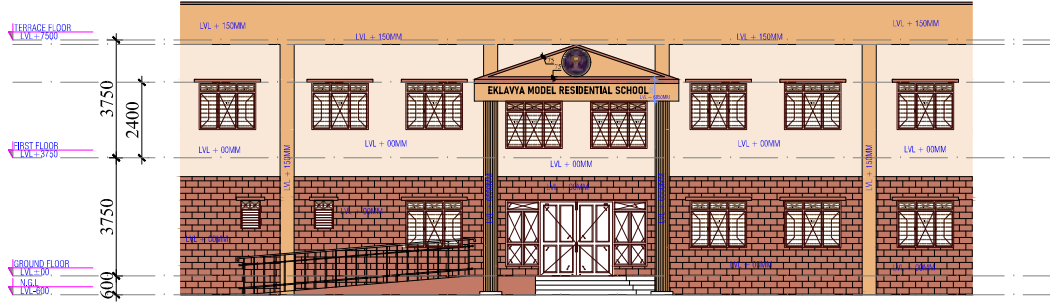 TERRACE FLOOR
LVL+7500
LVL + 150MM
LVL + 150MM
LVL + 150MM
LVL + 150MM
EKLAVYA MODEL RESIDENTIAL SCHOOL
3750
2400
FIRST FLOOR
LVL+3750
LVL + 00MM
LVL + 00MM
LVL + 00MM
LVL + 00MM
LVL + 00MM
LVL + 150MM
LVL + 150MM
3750
GROUND FLOOR
LVL±00.
N.G.L
LVL-600.
600